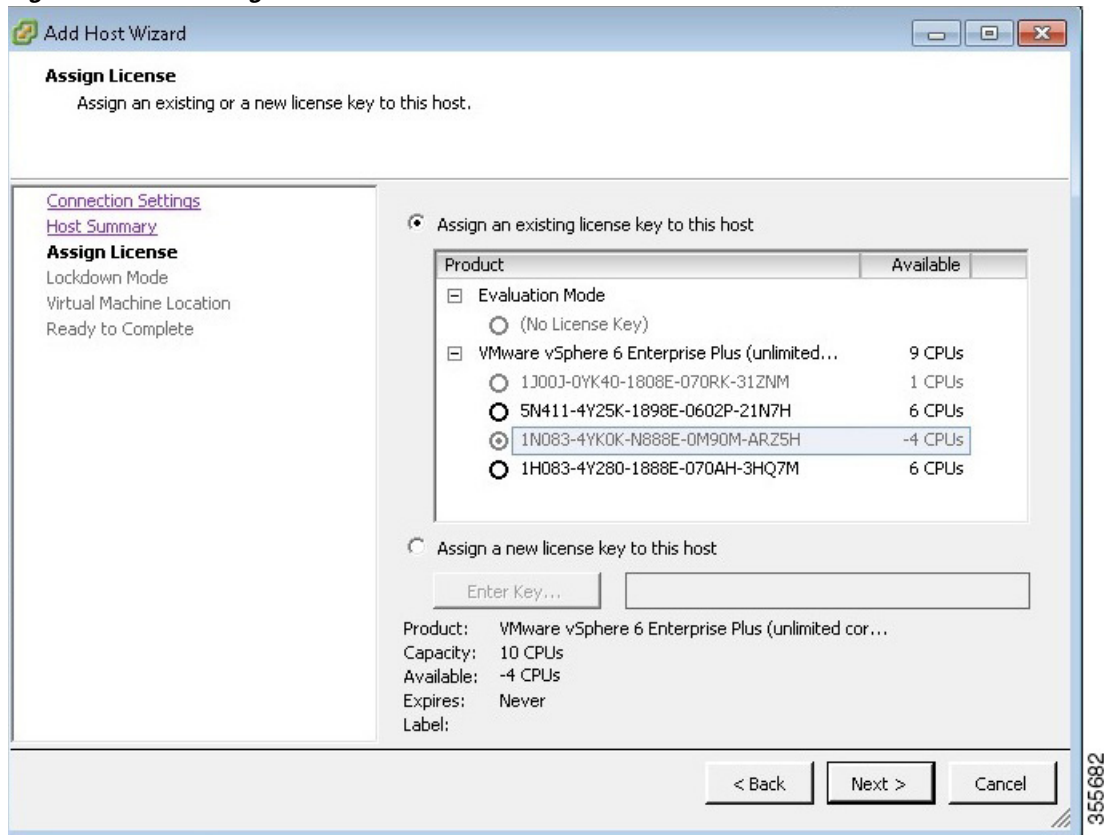 Add Host Wizard
Assign License
Assign an existing or a new license key to this host.
Connection Settings
Host Summary
Assign License
Lockdown Mode
Virtual Machine Location
Ready to Complete
Assign an existing license key to this host
Product Available
Evaluation Mode
(No License Key)
VMware vSphere 6 Enterprise Plus (unlimited... 9 CPUs
1J00J-0YK40-1808E-070RK-31ZNM 1 CPUs
5N411-4Y25K-1898E-0602P-21N7H 6 CPUs
1N083-4YK0K-N888E-0M90M-ARZ5H -4 CPUs
1H083-4Y280-1888E-070AH-3HQ7M 6 CPUs
Assign a new license key to this host
Enter Key...
Product: VMware vSphere 6 Enterprise Plus (unlimited cor...
Capacity: 10 CPUs
Available: -4 CPUs
Expires: Never
Label:
< Back Next > Cancel
355682